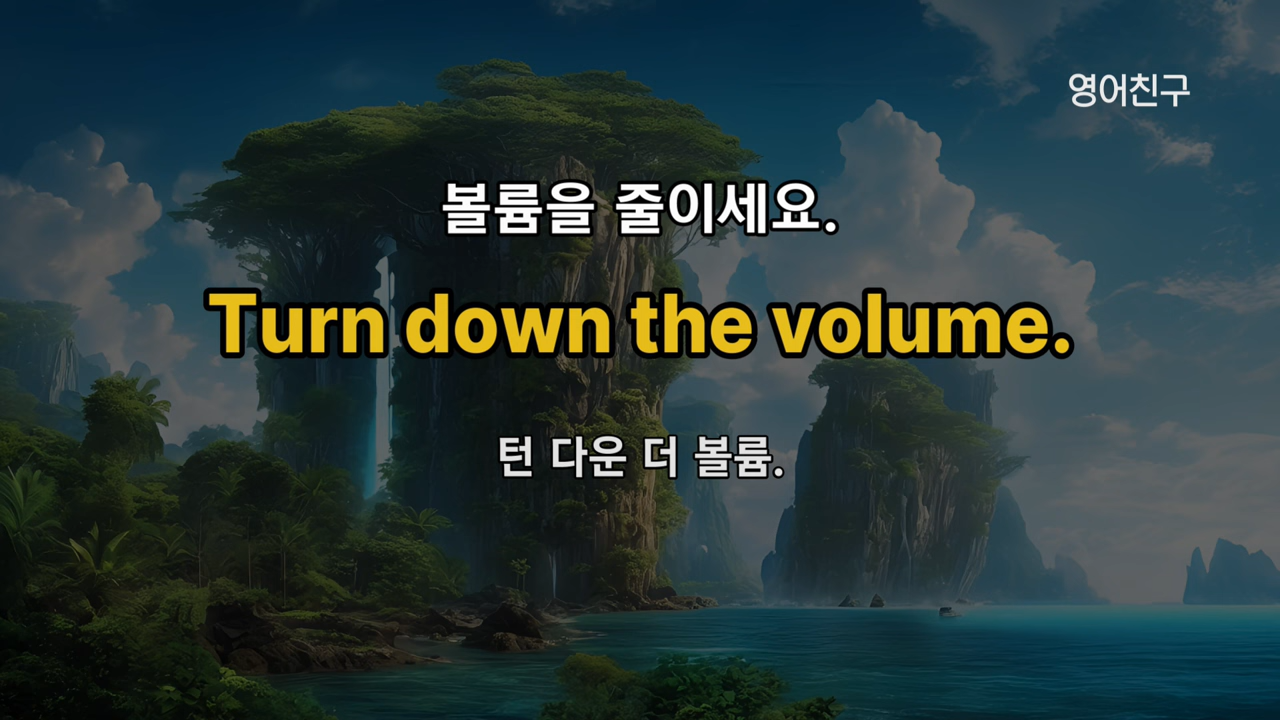 영어친구
볼륨을 줄이세요.
Turn down the volume.
턴 다운 더 볼륨.